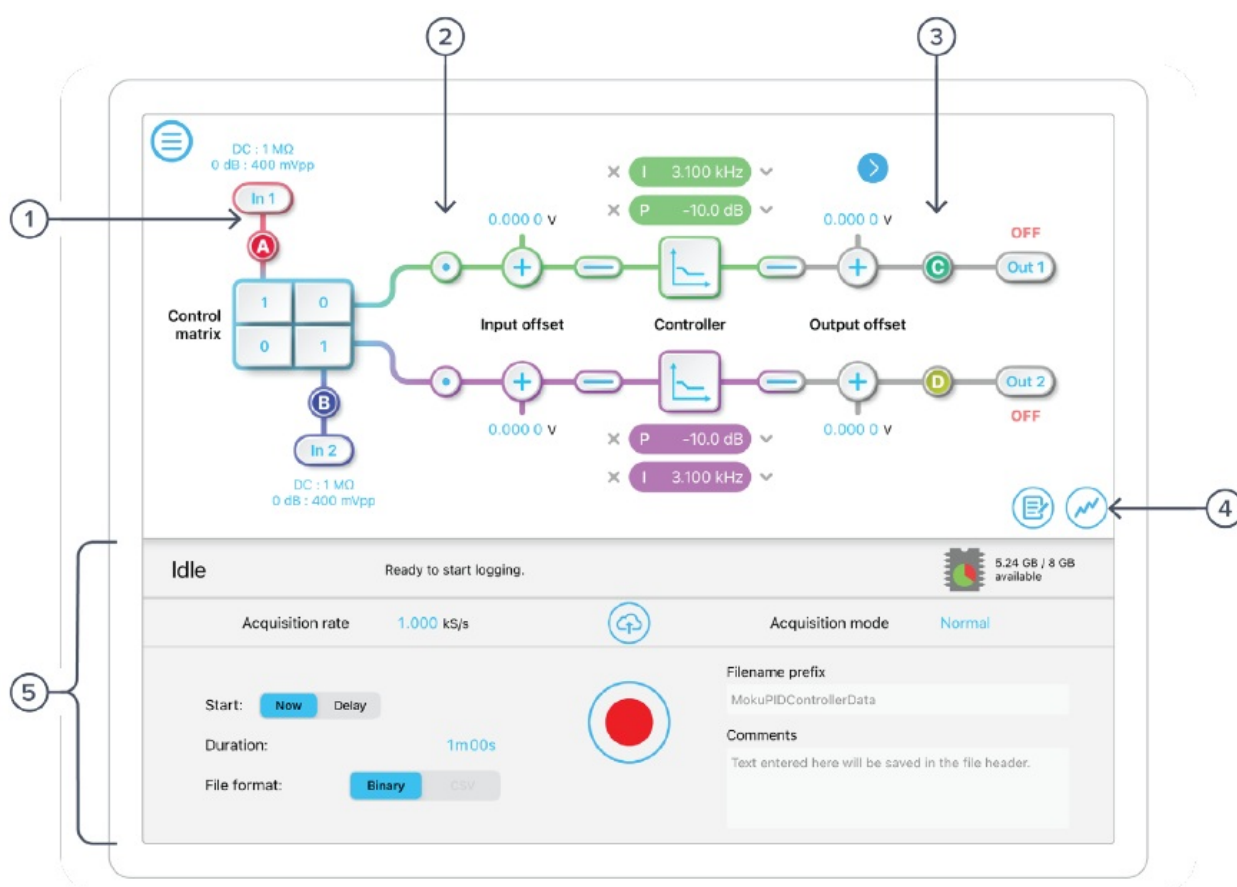 2
3
DC : 1 MΩ
0 dB : 400 mVpp
I 3.100 kHz
In 1
P -10.0 dB
1
0.000 0 V
0.000 0 V
OFF
A
C
Out 1
Control
matrix
1 0
0 1
Input offset
Controller
Output offset
D
Out 2
B
0.000 0 V
0.000 0 V
OFF
P -10.0 dB
In 2
I 3.100 kHz
DC : 1 MΩ
0 dB : 400 mVpp
4
Idle
Ready to start logging.
5.24 GB / 8 GB
available
Acquisition rate 1.000 kS/s
Acquisition mode Normal
5
Start: Now Delay
Duration: 1m00s
File format: Binary CSV
Filename prefix
MokuPIDControllerData
Comments
Text entered here will be saved in the file header.